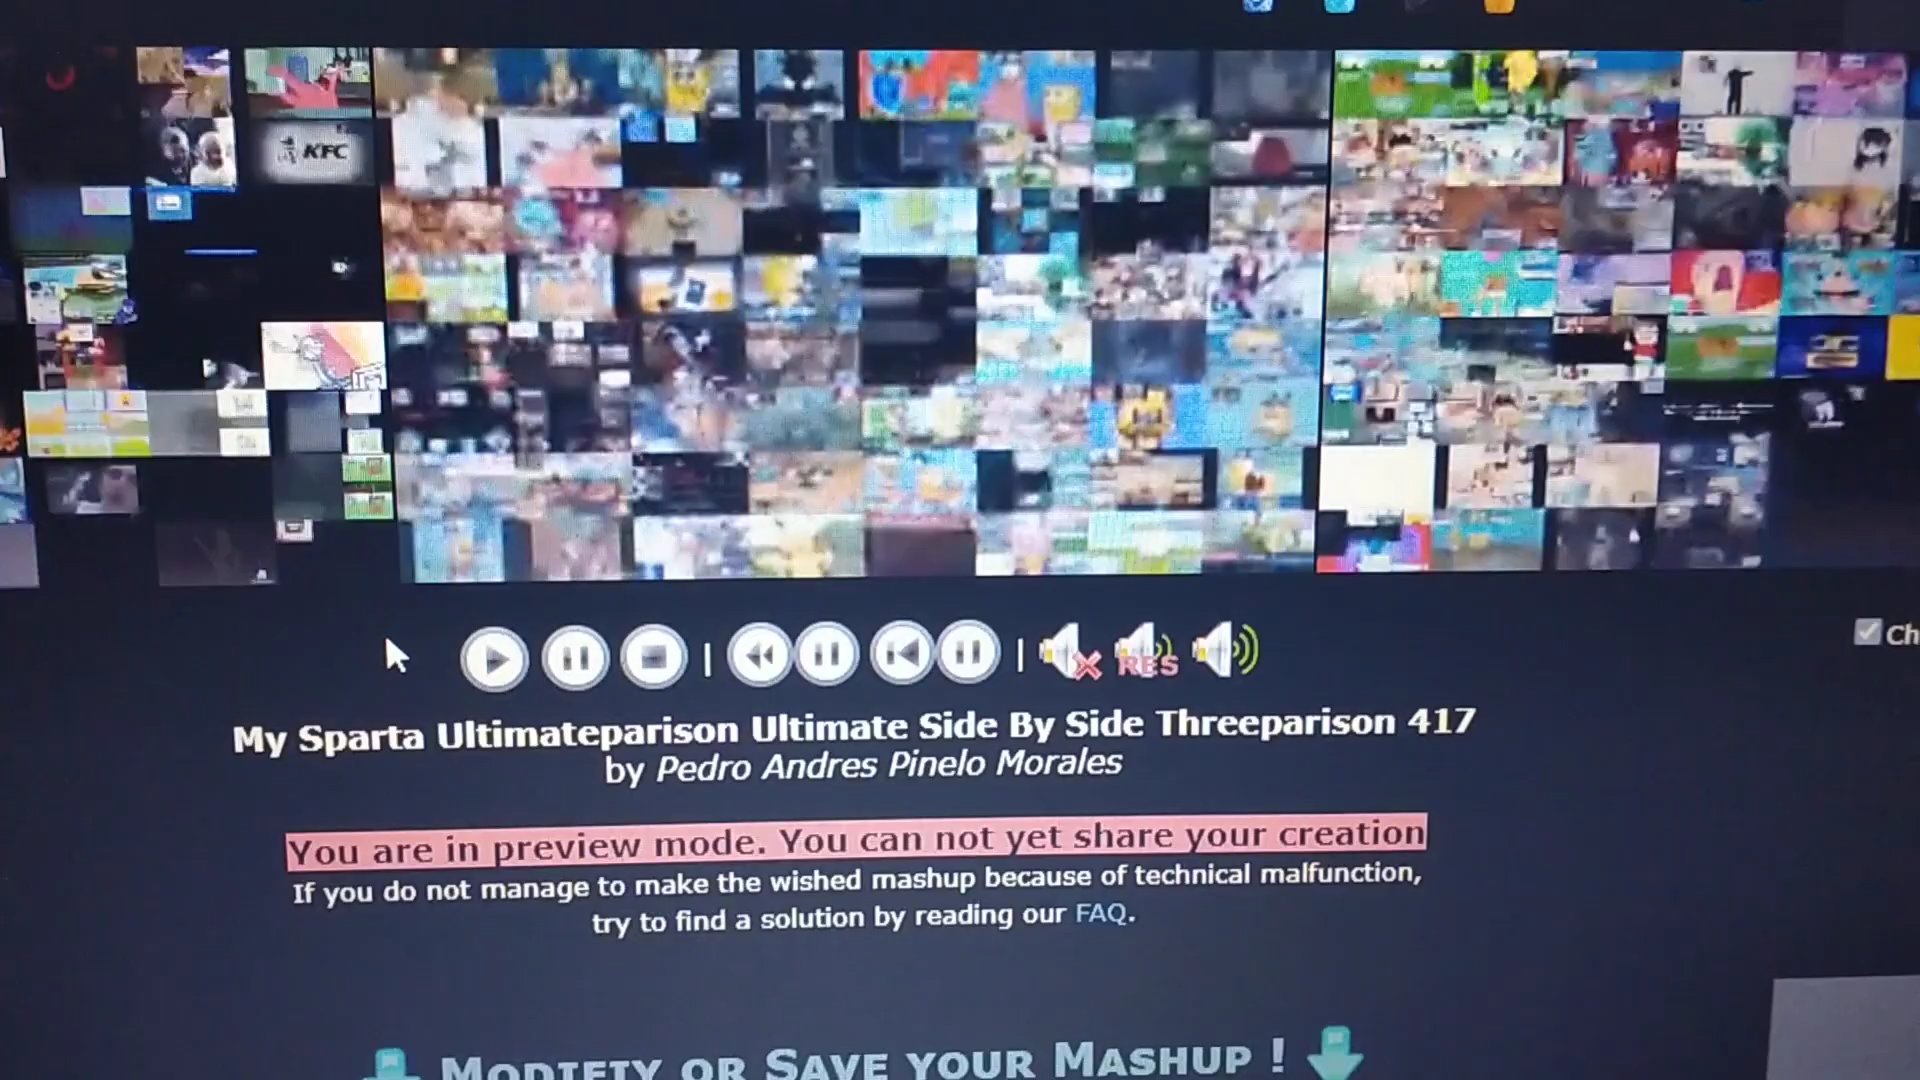 KFC
Ch
RES
My Sparta Ultimateparison Ultimate Side By Side Threeparison 417
by Pedro Andres Pinelo Morales
You are in preview mode. You can not yet share your creation
If you do not manage to make the wished mashup because of technical malfunction,
try to find a solution by reading our FAQ.
Modifiy or Save your Mashup !